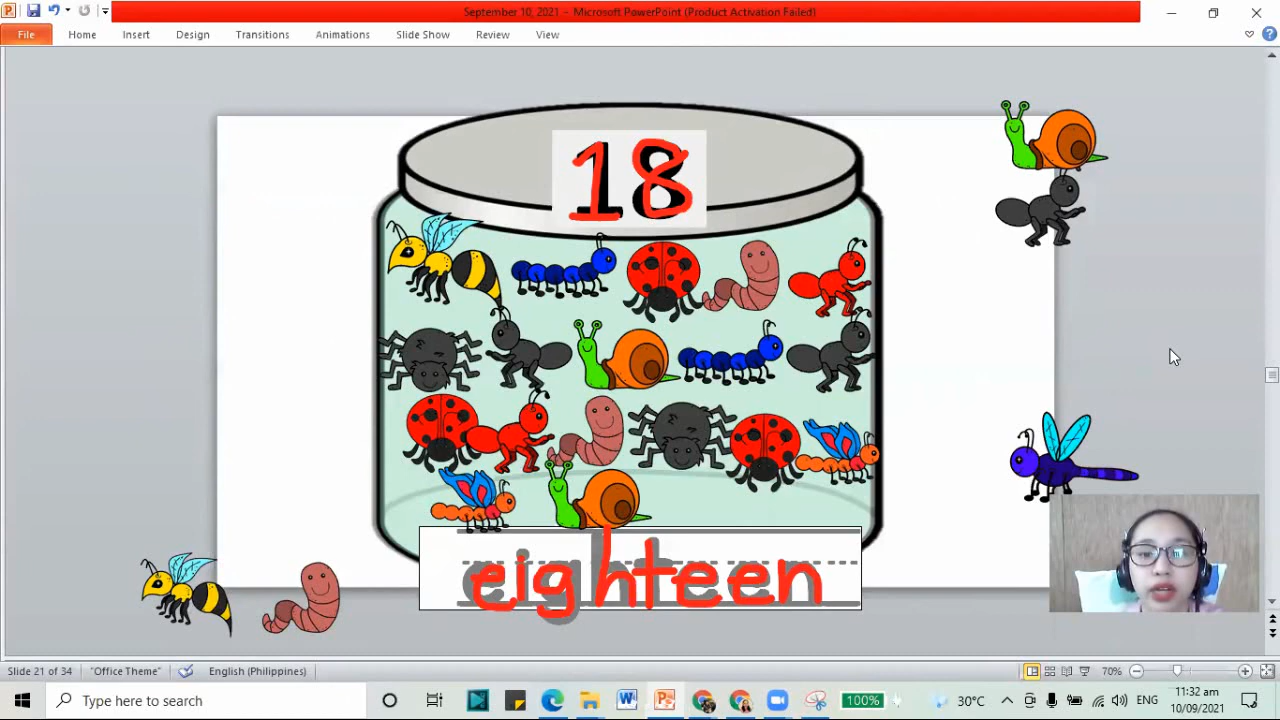 September 10, 2021 - Microsoft PowerPoint (Product Activation Failed)
File Home Insert Design Transitions Animations Slide Show Review View
18
eighteen
Slide 21 of 34 "Office Theme" English (Philippines) 70%
Type here to search 100% 30°C ENG 11:32 am
10/09/2021